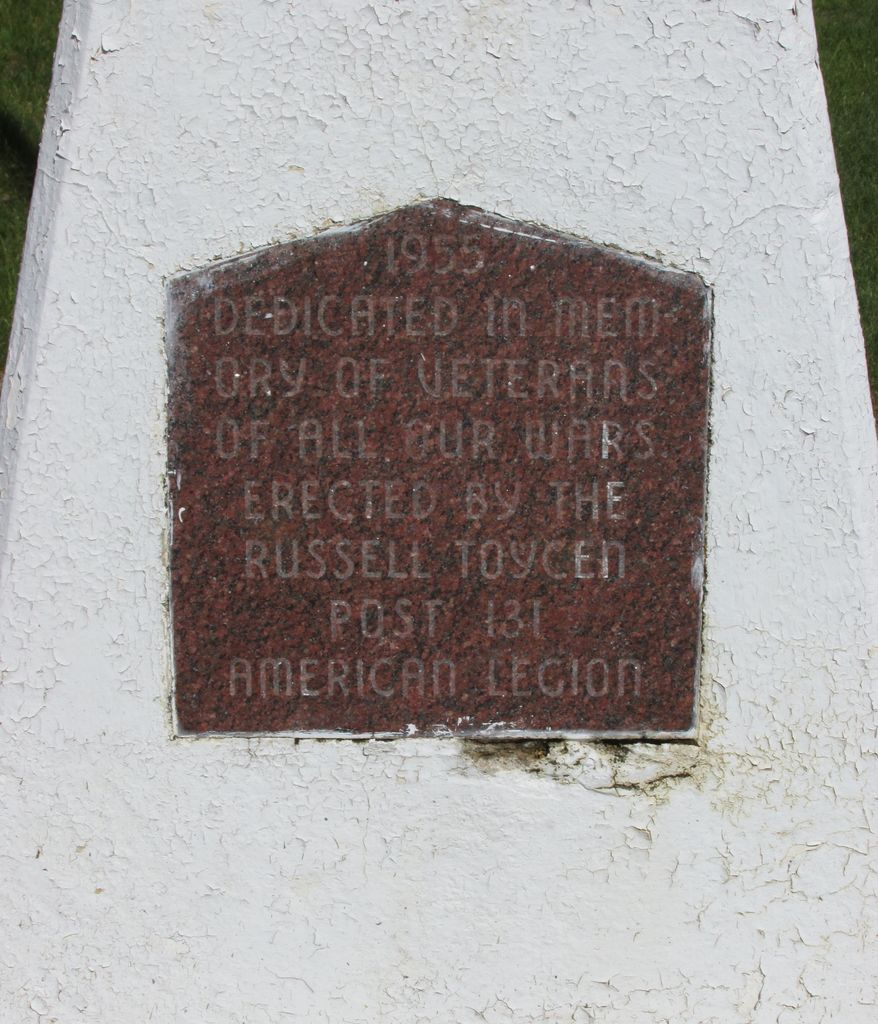 1955
DEDICATED IN MEM-
ORY OF VETERANS
OF ALL OUR WARS.
ERECTED BY THE
RUSSELL TOYCEN
POST 131
AMERICAN LEGION